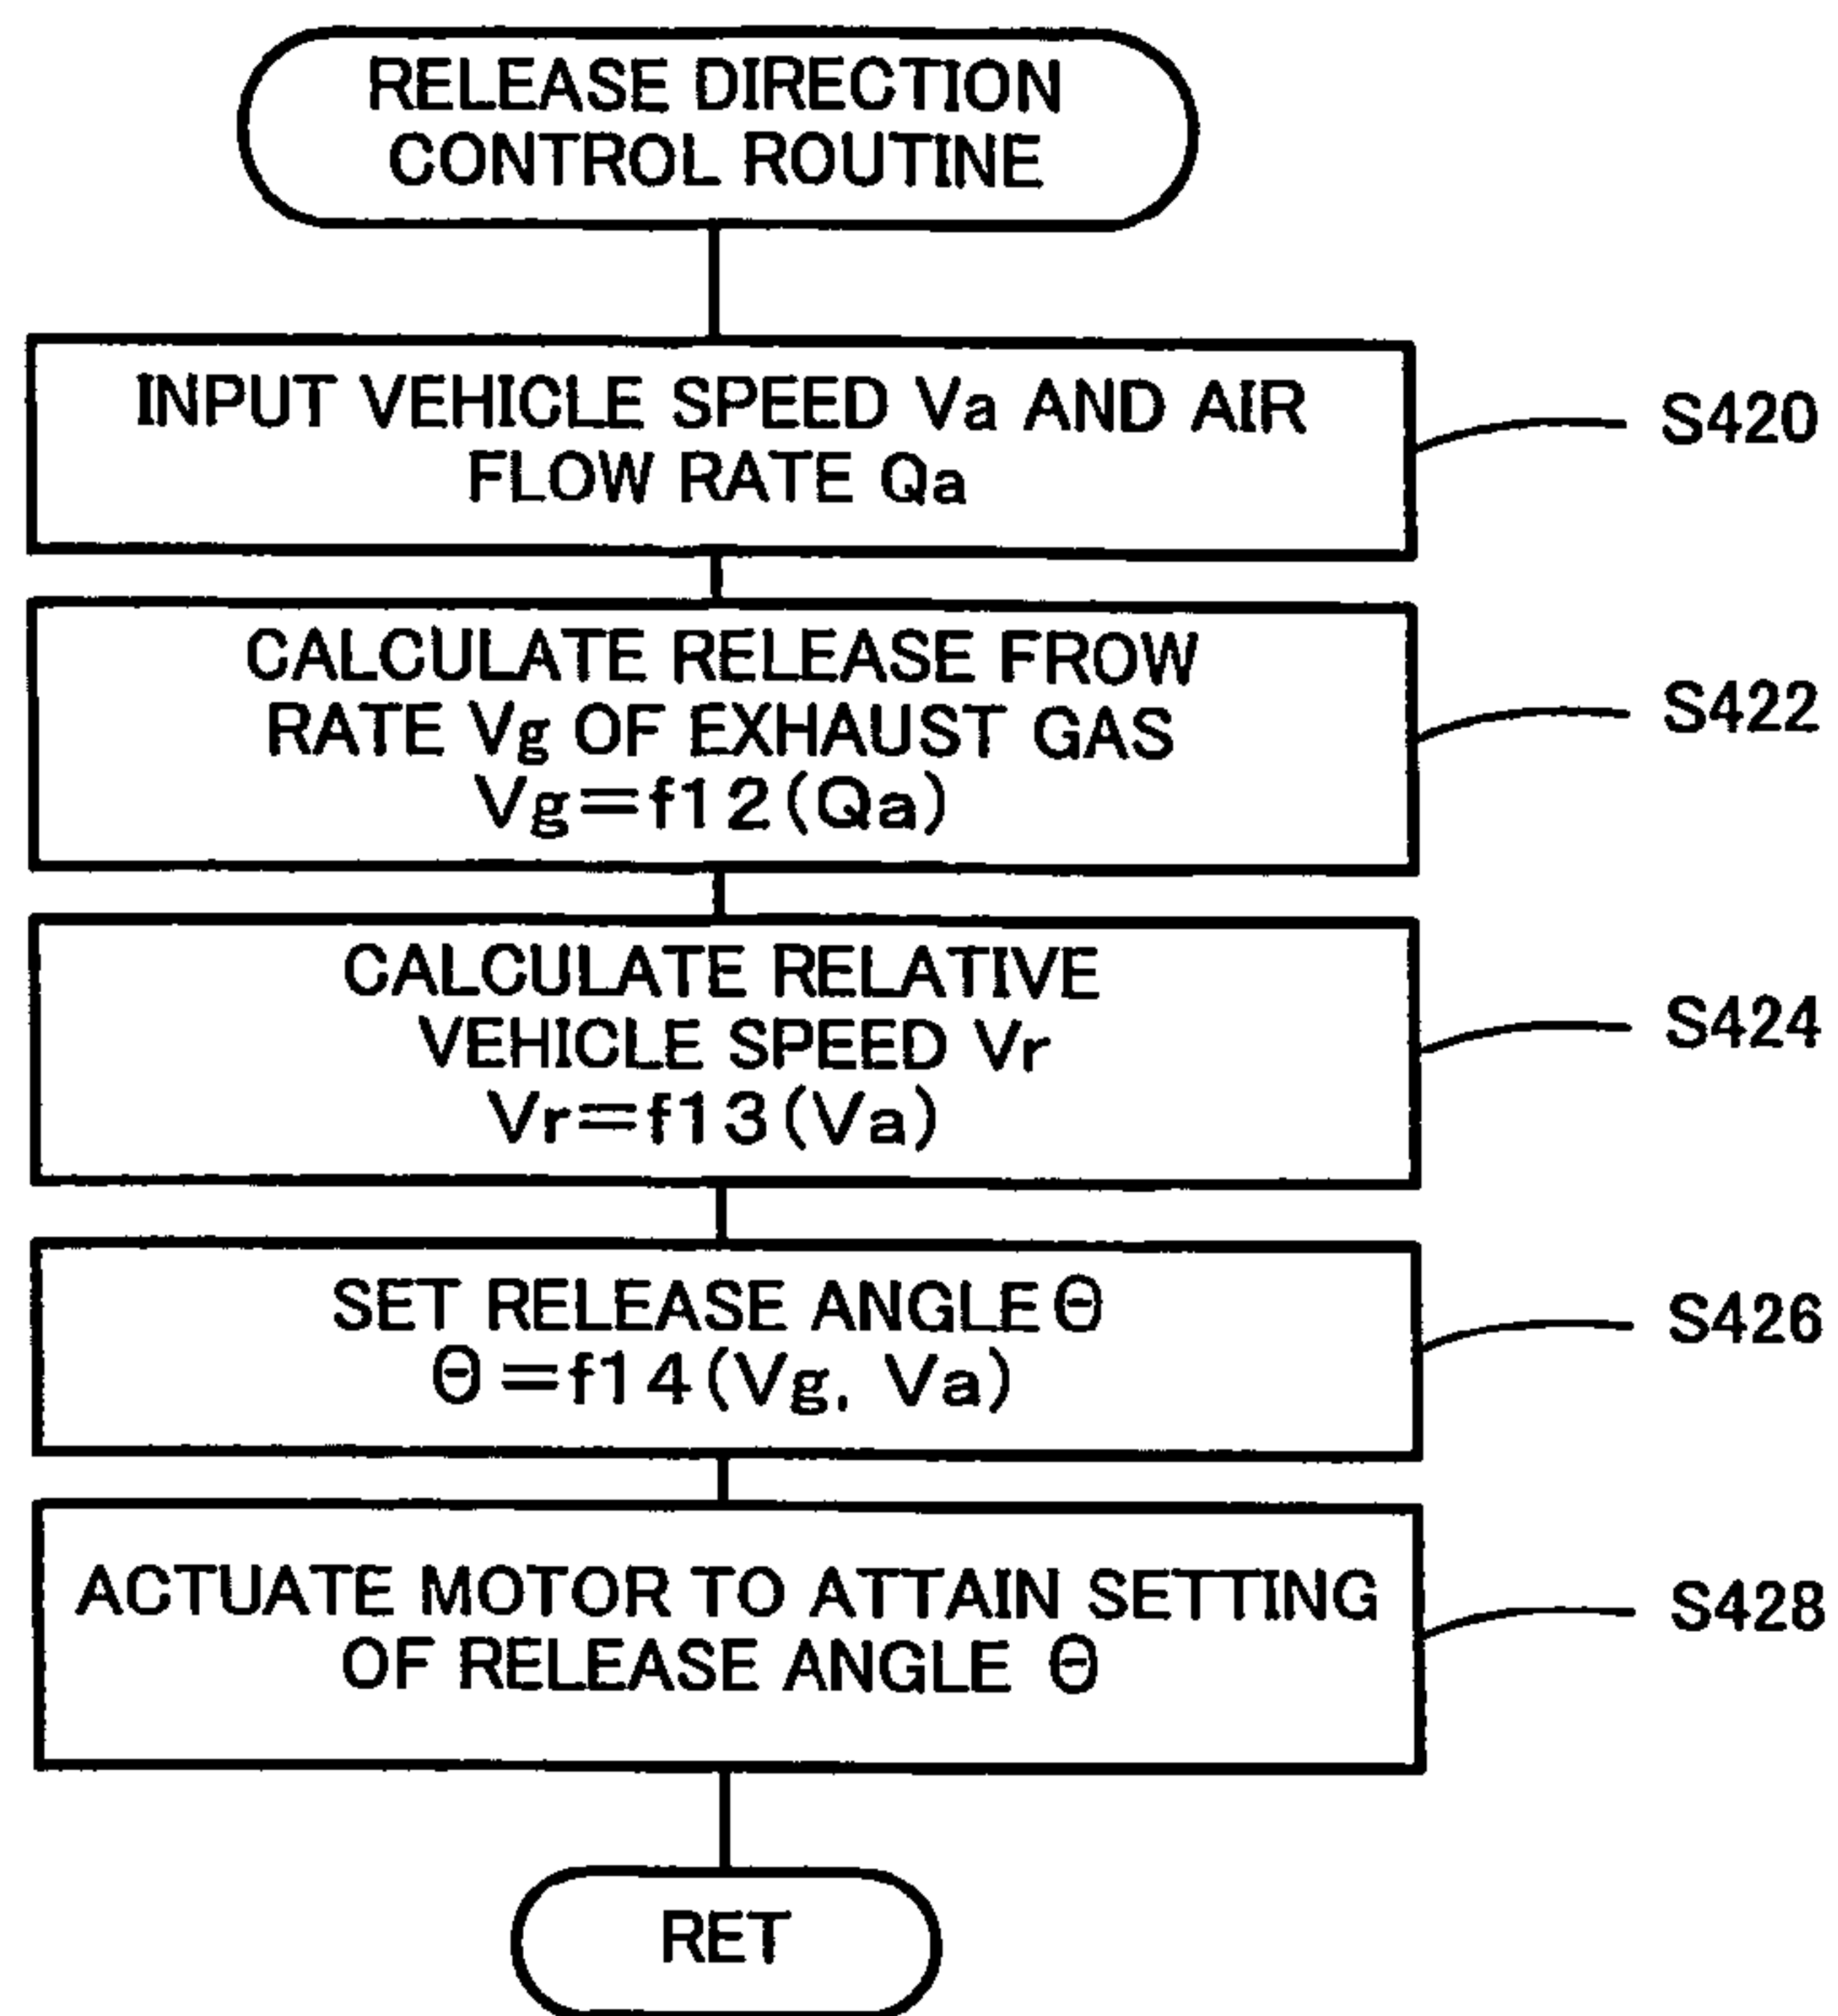 RELEASE DIRECTION
CONTROL ROUTINE
INPUT VEHICLE SPEED Va AND AIR
FLOW RATE Qa
S420
CALCULATE RELEASE FROW
RATE Vg OF EXHAUST GAS
Vg=f12(Qa)
S422
CALCULATE RELATIVE
VEHICLE SPEED Vr
Vr=f13(Va)
S424
SET RELEASE ANGLE Θ
Θ=f14(Vg, Va)
S426
ACTUATE MOTOR TO ATTAIN SETTING
OF RELEASE ANGLE Θ
S428
RET